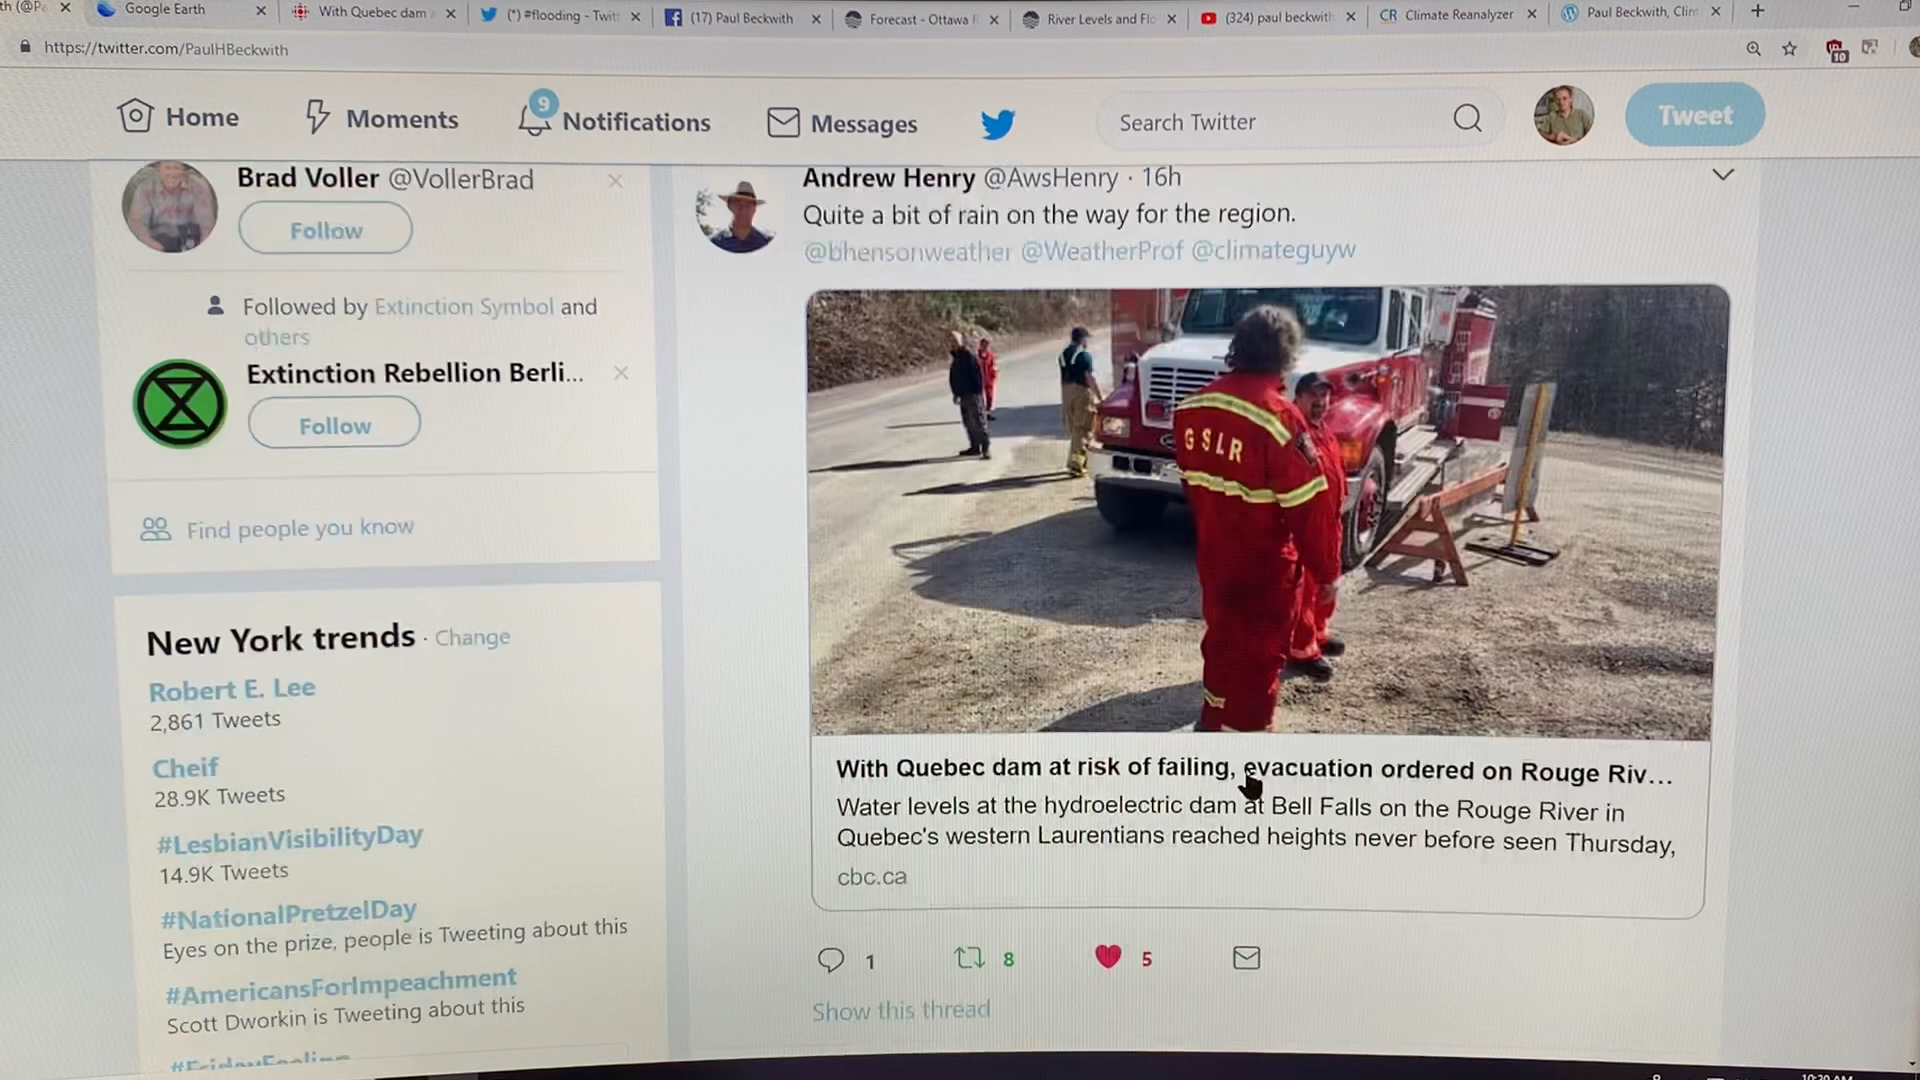 Google Earth
With Quebec dam
(*) #flooding - Twit
(17) Paul Beckwith
Forecast - Ottawa
River Levels and Flo
(324) paul beckwith
CR Climate Reanalyzer
Paul Beckwith, Clim
https://twitter.com/PaulHBeckwith
10
Home
Moments
9
Notifications
Messages
Search Twitter
Tweet
Brad Voller @VollerBrad
Follow
Followed by Extinction Symbol and
others
Extinction Rebellion Berli...
Follow
Find people you know
New York trends · Change
Robert E. Lee
2,861 Tweets
Cheif
28.9K Tweets
#LesbianVisibilityDay
14.9K Tweets
#NationalPretzelDay
Eyes on the prize, people is Tweeting about this
#AmericansForImpeachment
Scott Dworkin is Tweeting about this
Andrew Henry @AwsHenry · 16h
Quite a bit of rain on the way for the region.
@bhensonweather @WeatherProf @climateguyw
GSLR
With Quebec dam at risk of failing, evacuation ordered on Rouge Riv...
Water levels at the hydroelectric dam at Bell Falls on the Rouge River in
Quebec's western Laurentians reached heights never before seen Thursday,
cbc.ca
1
8
5
Show this thread